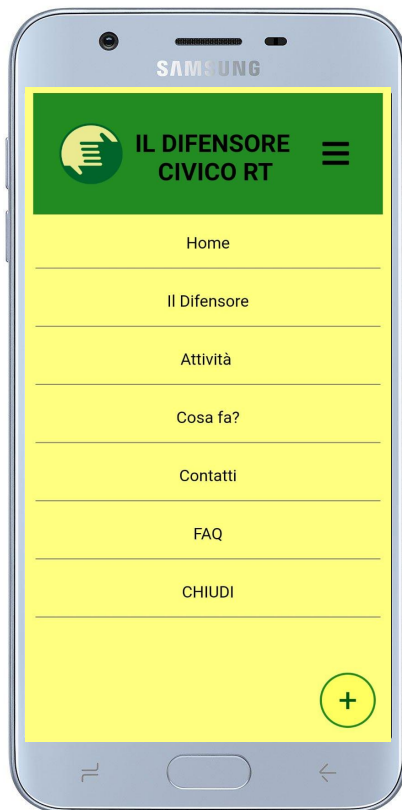 SAMSUNG
IL DIFENSORE
CIVICO RT
Home
Il Difensore
Attività
Cosa fa?
Contatti
FAQ
CHIUDI
+